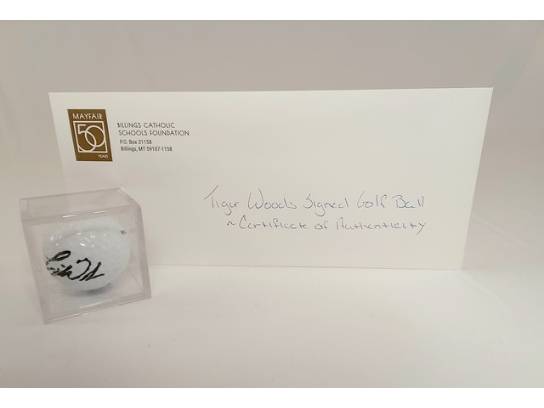 MAYFAIR
50
YEARS
BILLINGS CATHOLIC
SCHOOLS FOUNDATION
P.O. Box 31158
Billings, MT 59107-1158
Tiger Woods Signed Golf Ball
~ Certificate of Authenticity